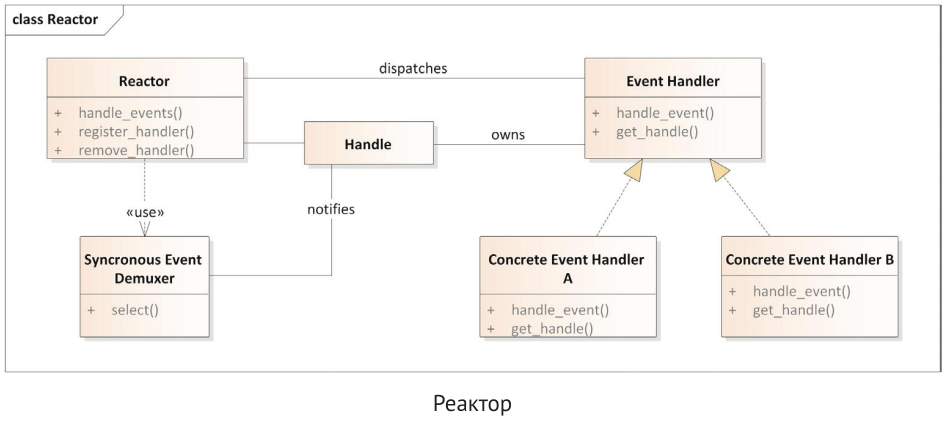 class Reactor
dispatches
Reactor
+ handle_events()
+ register_handler()
+ remove_handler()
Event Handler
+ handle_event()
+ get_handle()
Handle
owns
notifies
«use»
Syncronous Event
Demuxer
+ select()
Concrete Event Handler
A
+ handle_event()
+ get_handle()
Concrete Event Handler B
+ handle_event()
+ get_handle()
Реактор